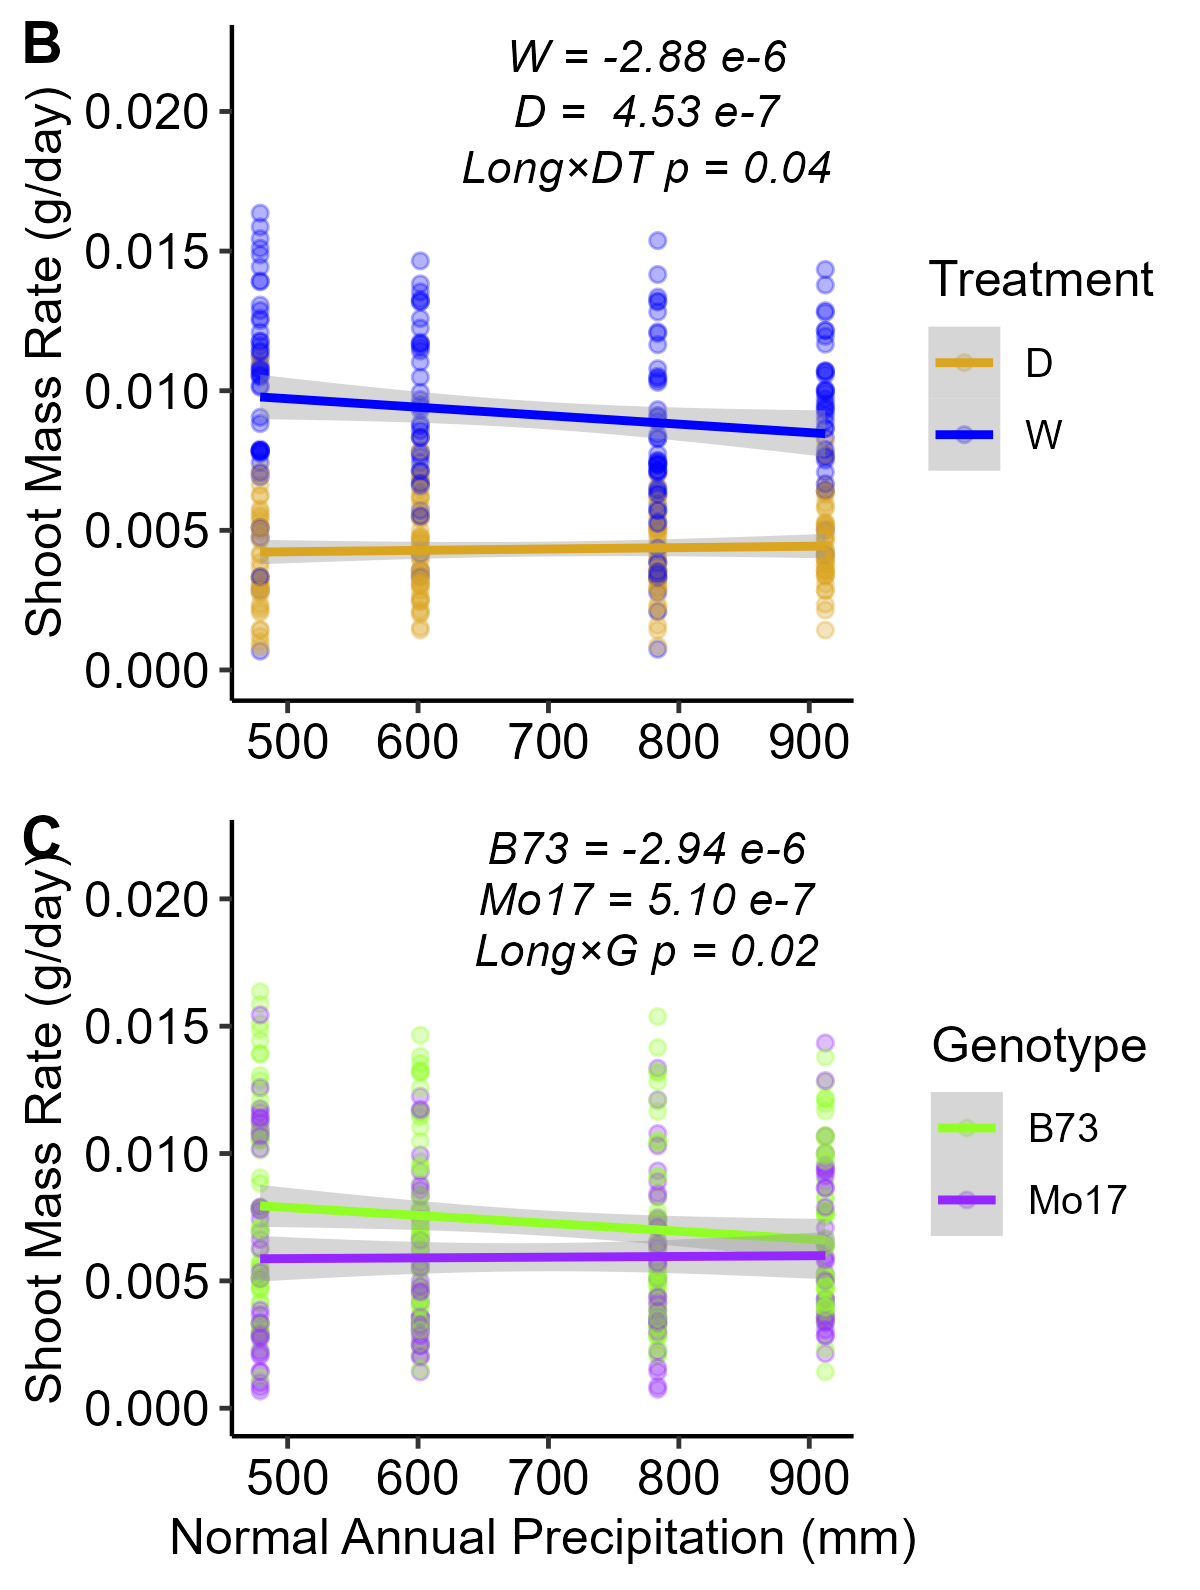 B
W = -2.88 e-6
D = 4.53 e-7
Long×DT p = 0.04
Shoot Mass Rate (g/day)
0.020
0.015
0.010
0.005
0.000
500 600 700 800 900
Treatment
D
W
C
B73 = -2.94 e-6
Mo17 = 5.10 e-7
Long×G p = 0.02
Shoot Mass Rate (g/day)
0.020
0.015
0.010
0.005
0.000
500 600 700 800 900
Normal Annual Precipitation (mm)
Genotype
B73
Mo17